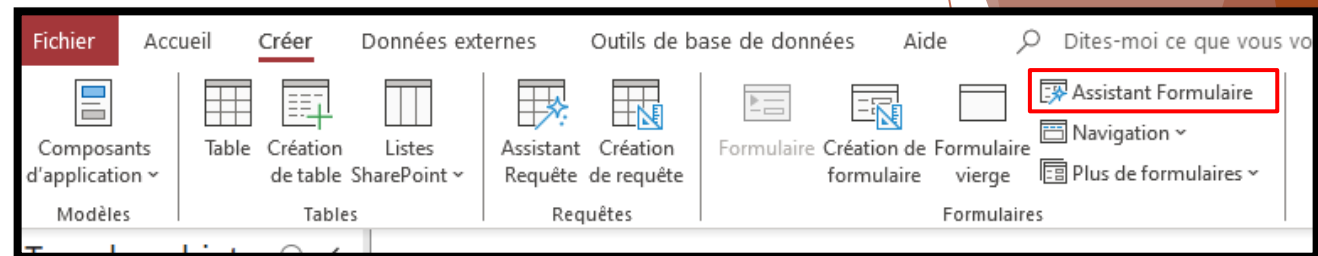 Fichier Accueil Créer Données externes Outils de base de données Aide Dites-moi ce que vous vo
Composants d'application
Table
Création de table
Listes SharePoint
Assistant Requête
Création de requête
Formulaire
Création de formulaire
Formulaire vierge
Assistant Formulaire
Navigation
Plus de formulaires
Modèles Tables Requêtes Formulaires